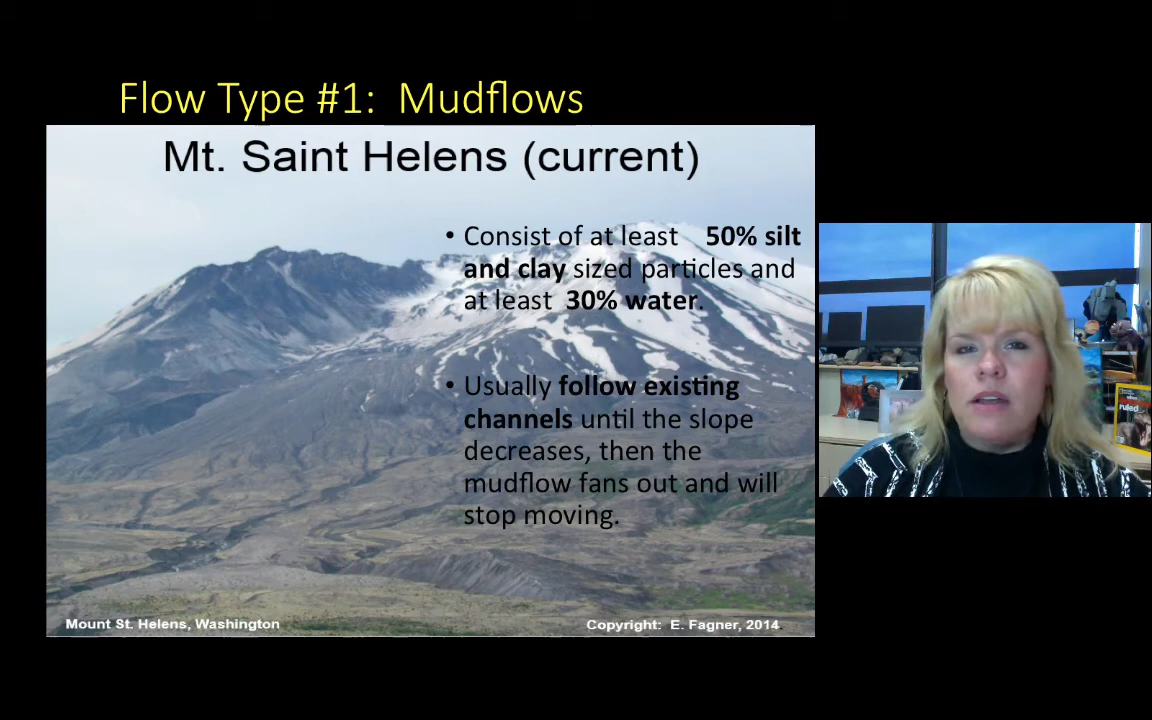 Flow Type #1: Mudflows
Mt. Saint Helens (current)
• Consist of at least 50% silt
and clay sized particles and
at least 30% water.
• Usually follow existing
channels until the slope
decreases, then the
mudflow fans out and will
stop moving.
Mount St. Helens, Washington
Copyright: E. Fagner, 2014
ruled